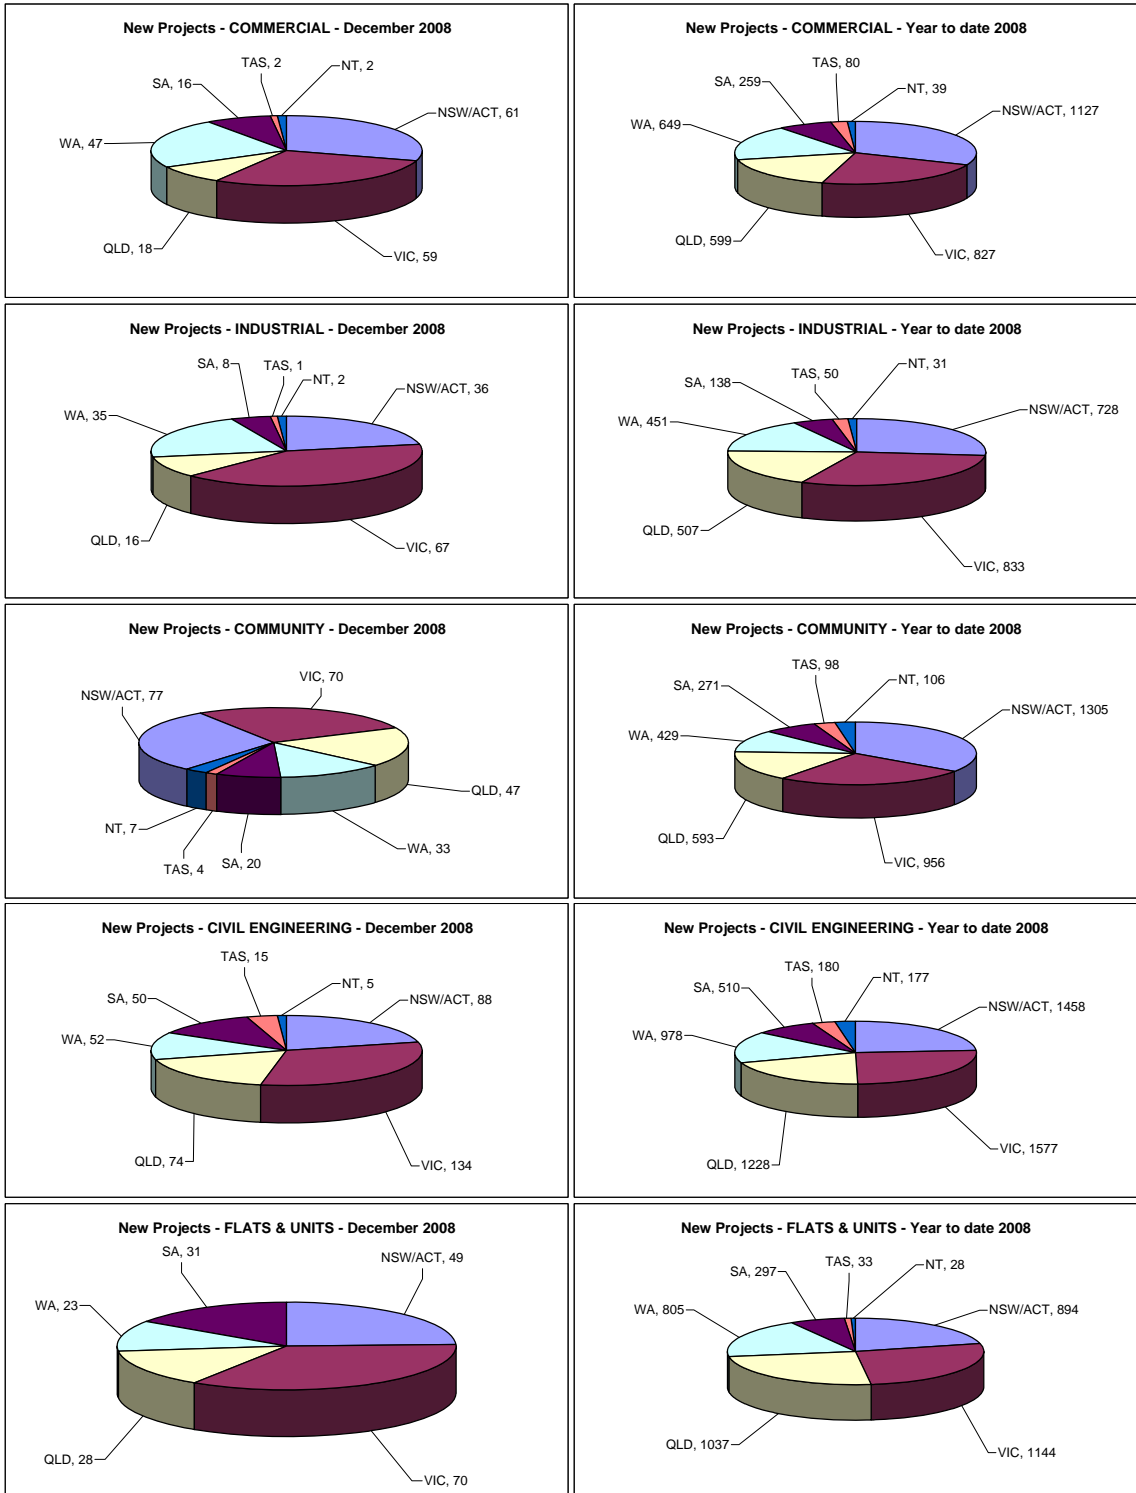 New Projects - COMMERCIAL - December 2008
TAS, 2
NT, 2
SA, 16
NSW/ACT, 61
WA, 47
QLD, 18
VIC, 59
New Projects - COMMERCIAL - Year to date 2008
TAS, 80
SA, 259
NT, 39
NSW/ACT, 1127
WA, 649
QLD, 599
VIC, 827
New Projects - INDUSTRIAL - December 2008
SA, 8
TAS, 1
NT, 2
NSW/ACT, 36
WA, 35
QLD, 16
VIC, 67
New Projects - INDUSTRIAL - Year to date 2008
NT, 31
TAS, 50
SA, 138
NSW/ACT, 728
WA, 451
QLD, 507
VIC, 833
New Projects - COMMUNITY - December 2008
VIC, 70
NSW/ACT, 77
QLD, 47
NT, 7
WA, 33
TAS, 4
SA, 20
New Projects - COMMUNITY - Year to date 2008
TAS, 98
NT, 106
SA, 271
NSW/ACT, 1305
WA, 429
QLD, 593
VIC, 956
New Projects - CIVIL ENGINEERING - December 2008
TAS, 15
NT, 5
SA, 50
NSW/ACT, 88
WA, 52
QLD, 74
VIC, 134
New Projects - CIVIL ENGINEERING - Year to date 2008
TAS, 180
NT, 177
SA, 510
NSW/ACT, 1458
WA, 978
VIC, 1577
QLD, 1228
New Projects - FLATS & UNITS - December 2008
SA, 31
NSW/ACT, 49
WA, 23
QLD, 28
VIC, 70
New Projects - FLATS & UNITS - Year to date 2008
TAS, 33
NT, 28
SA, 297
NSW/ACT, 894
WA, 805
QLD, 1037
VIC, 1144